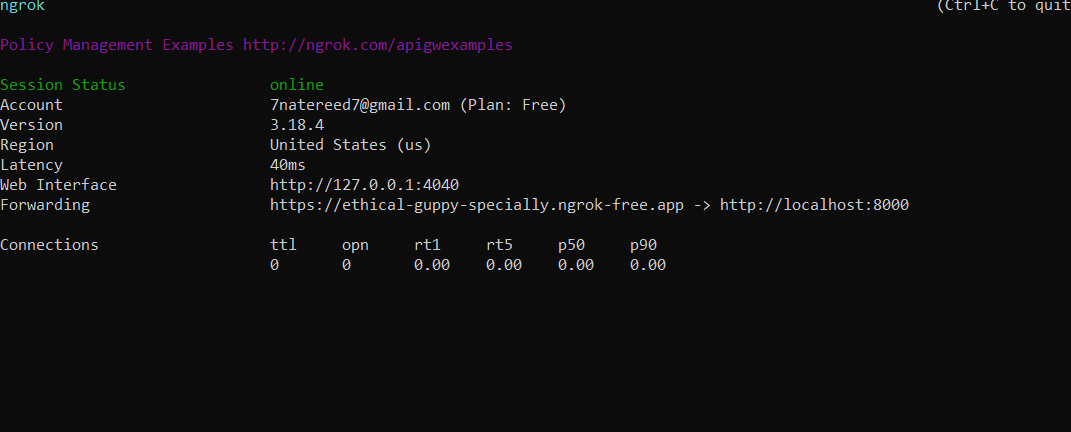 ngrok (Ctrl+C to quit
Policy Management Examples http://ngrok.com/apigwexamples
Session Status online
Account 7natereed7@gmail.com (Plan: Free)
Version 3.18.4
Region United States (us)
Latency 40ms
Web Interface http://127.0.0.1:4040
Forwarding https://ethical-guppy-specially.ngrok-free.app -> http://localhost:8000
Connections ttl opn rt1 rt5 p50 p90
0 0 0.00 0.00 0.00 0.00